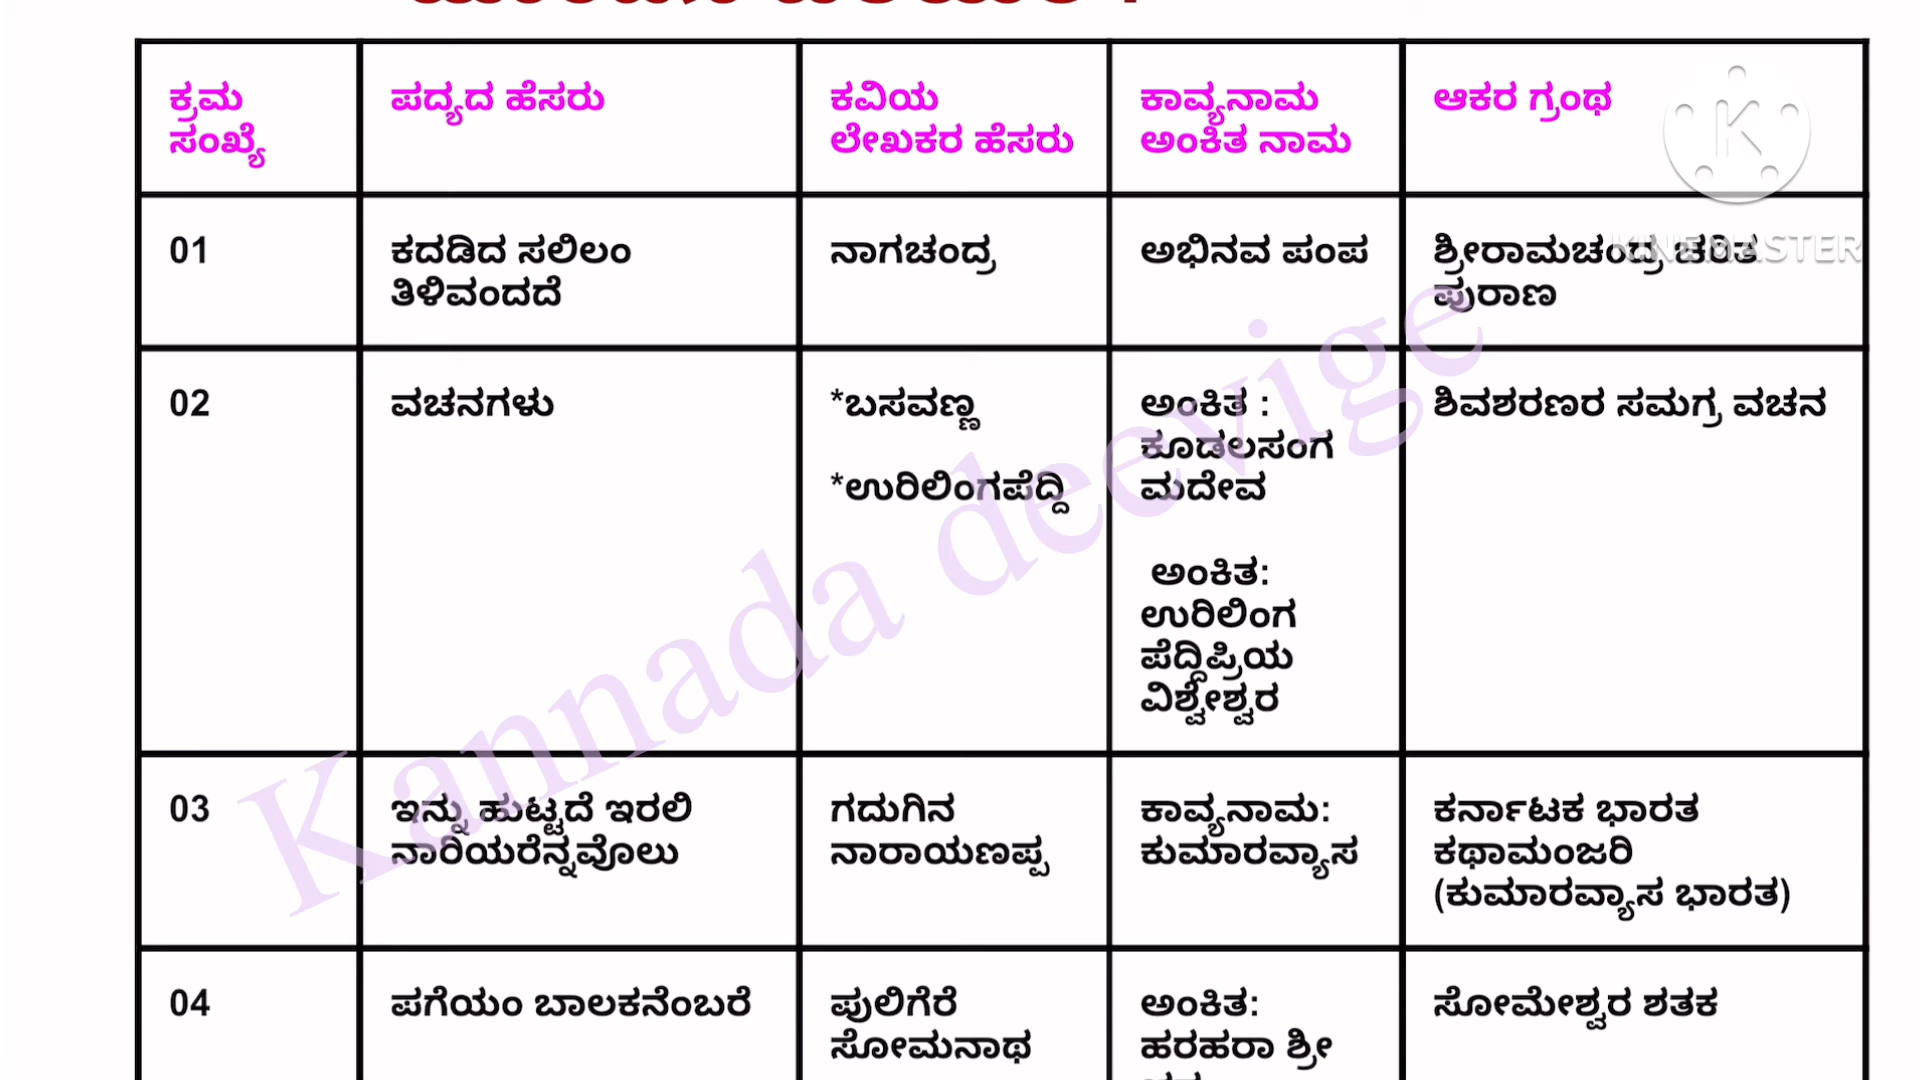 ಕ್ರಮ ಸಂಖ್ಯೆ
ಪದ್ಯದ ಹೆಸರು
ಕವಿಯ ಲೇಖಕರ ಹೆಸರು
ಕಾವ್ಯನಾಮ ಅಂಕಿತ ನಾಮ
ಆಕರ ಗ್ರಂಥ
01
ಕದಡಿದ ಸಲಿಲಂ
ತಿಳಿವಂದದೆ
ನಾಗಚಂದ್ರ
ಅಭಿನವ ಪಂಪ
ಶ್ರೀರಾಮಚಂದ್ರ ಚರಿತ
ಪುರಾಣ
02
ವಚನಗಳು
*ಬಸವಣ್ಣ
*ಉರಿಲಿಂಗಪೆದ್ದಿ
ಅಂಕಿತ :
ಕೂಡಲಸಂಗ
ಮದೇವ
ಅಂಕಿತ:
ಉರಿಲಿಂಗ
ಪೆದ್ದಿಪ್ರಿಯ
ವಿಶ್ವೇಶ್ವರ
ಶಿವಶರಣರ ಸಮಗ್ರ ವಚನ
03
ಇನ್ನು ಹುಟ್ಟದೆ ಇರಲಿ
ನಾರಿಯರೆನ್ನವೊಲು
ಗದುಗಿನ
ನಾರಾಯಣಪ್ಪ
ಕಾವ್ಯನಾಮ:
ಕುಮಾರವ್ಯಾಸ
ಕರ್ನಾಟಕ ಭಾರತ
ಕಥಾಮಂಜರಿ
(ಕುಮಾರವ್ಯಾಸ ಭಾರತ)
04
ಪಗೆಯಂ ಬಾಲಕನೆಂಬರೆ
ಪುಲಿಗೆರೆ
ಸೋಮನಾಥ
ಅಂಕಿತ:
ಹರಹರಾ ಶ್ರೀ
ಸೋಮೇಶ್ವರ ಶತಕ
Kannada deevige
KINEMASTER